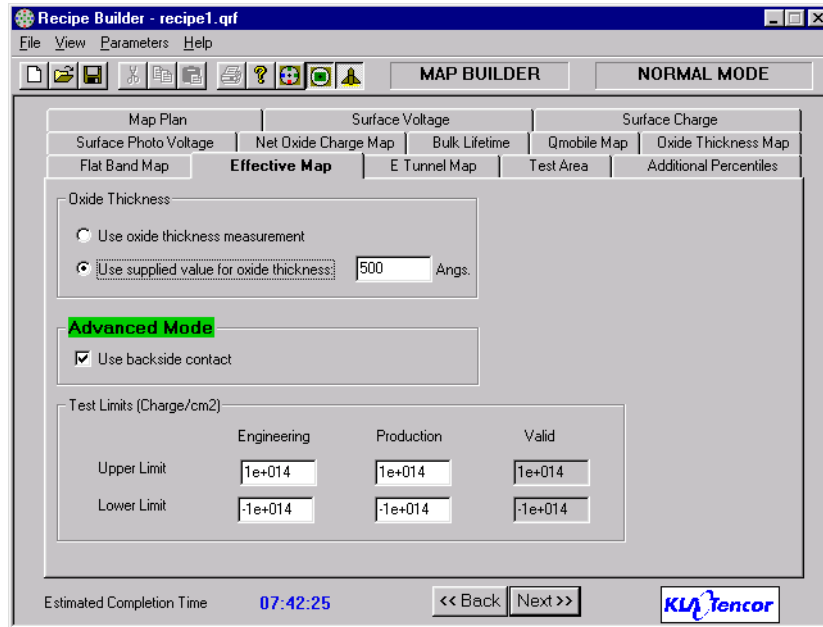 Recipe Builder - recipe1.qrf
File View Parameters Help
MAP BUILDER NORMAL MODE
Map Plan Surface Voltage Surface Charge
Surface Photo Voltage Net Oxide Charge Map Bulk Lifetime Qmobile Map Oxide Thickness Map
Flat Band Map Effective Map E Tunnel Map Test Area Additional Percentiles
Oxide Thickness
Use oxide thickness measurement
Use supplied value for oxide thickness: 500 Angs.
Advanced Mode
Use backside contact
Test Limits (Charge/cm2)
Engineering Production Valid
Upper Limit 1e+014 1e+014 1e+014
Lower Limit -1e+014 -1e+014 -1e+014
Estimated Completion Time 07:42:25 << Back Next >> KLA Tencor